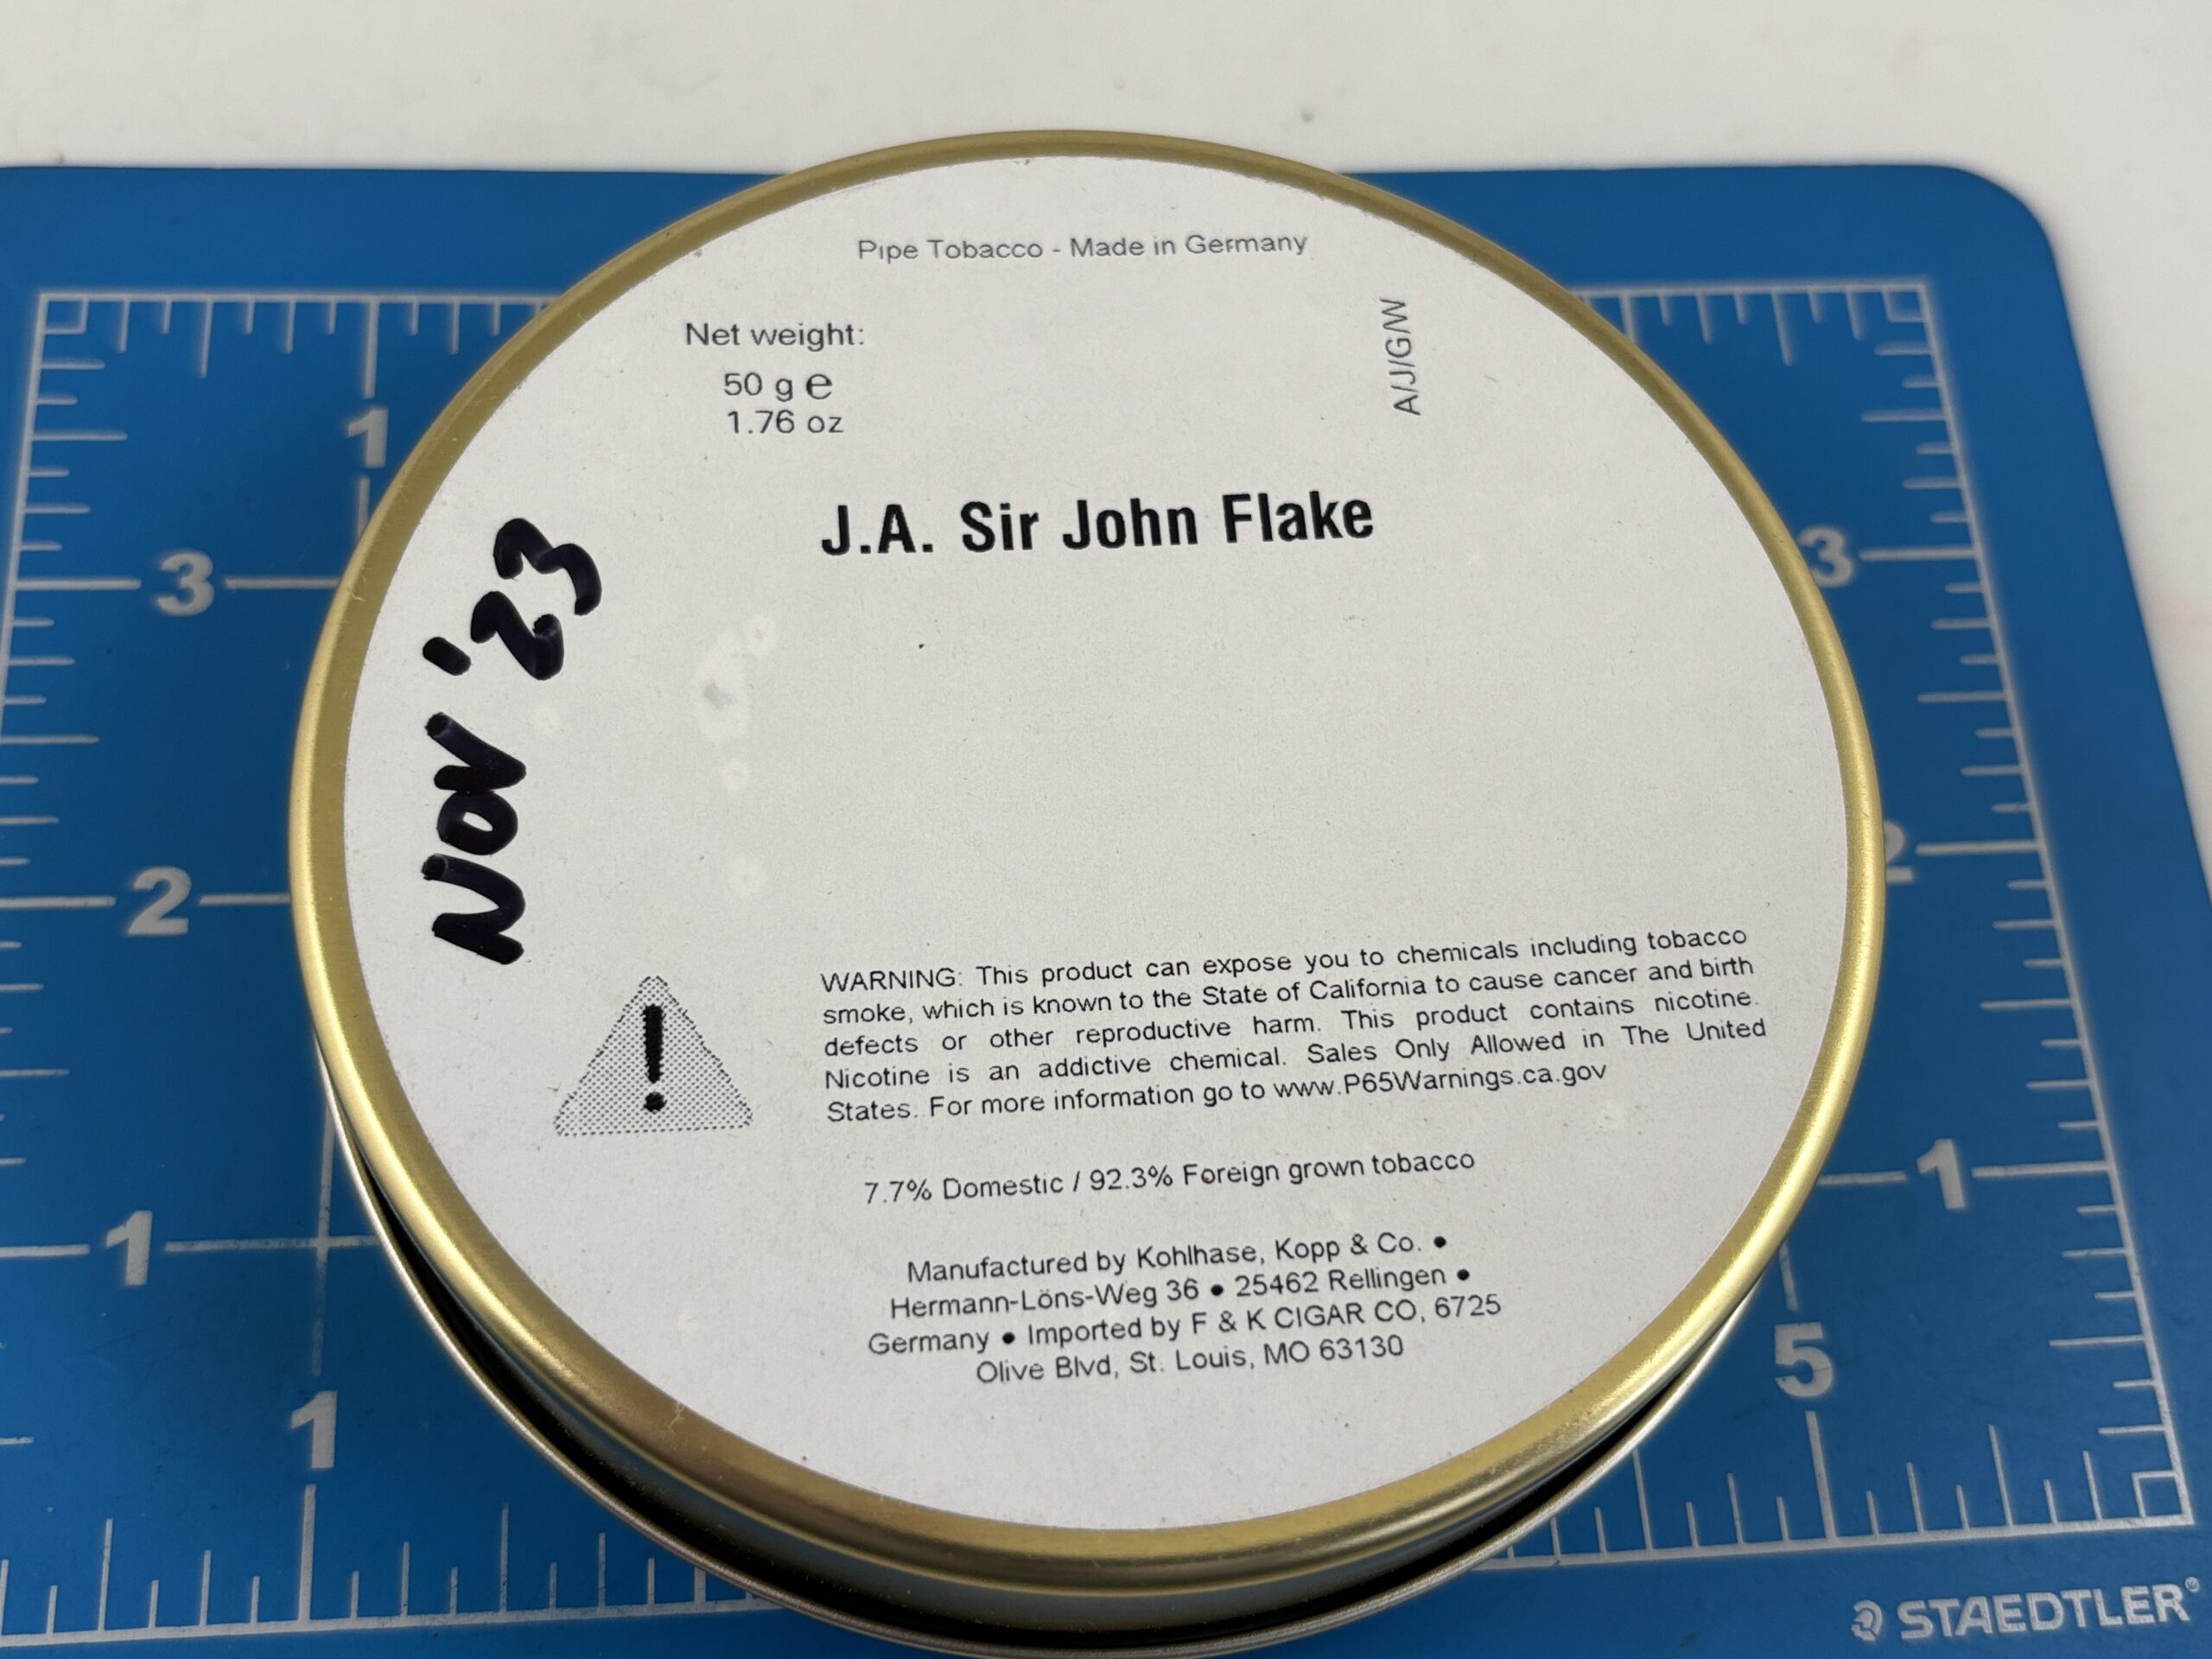 Pipe Tobacco - Made in Germany
Net weight:
50 g e
1.76 oz
A/J/G/W
J.A. Sir John Flake
NOV '23
WARNING: This product can expose you to chemicals including tobacco
smoke, which is known to the State of California to cause cancer and birth
defects or other reproductive harm. This product contains nicotine.
Nicotine is an addictive chemical. Sales Only Allowed in The United
States. For more information go to www.P65Warnings.ca.gov
!
7.7% Domestic / 92.3% Foreign grown tobacco
Manufactured by Kohlhase, Kopp & Co. •
Hermann-Löns-Weg 36 • 25462 Rellingen •
Germany • Imported by F & K CIGAR CO, 6725
Olive Blvd, St. Louis, MO 63130
1
3
3
2
2
1
1
1
5
STAEDTLER®